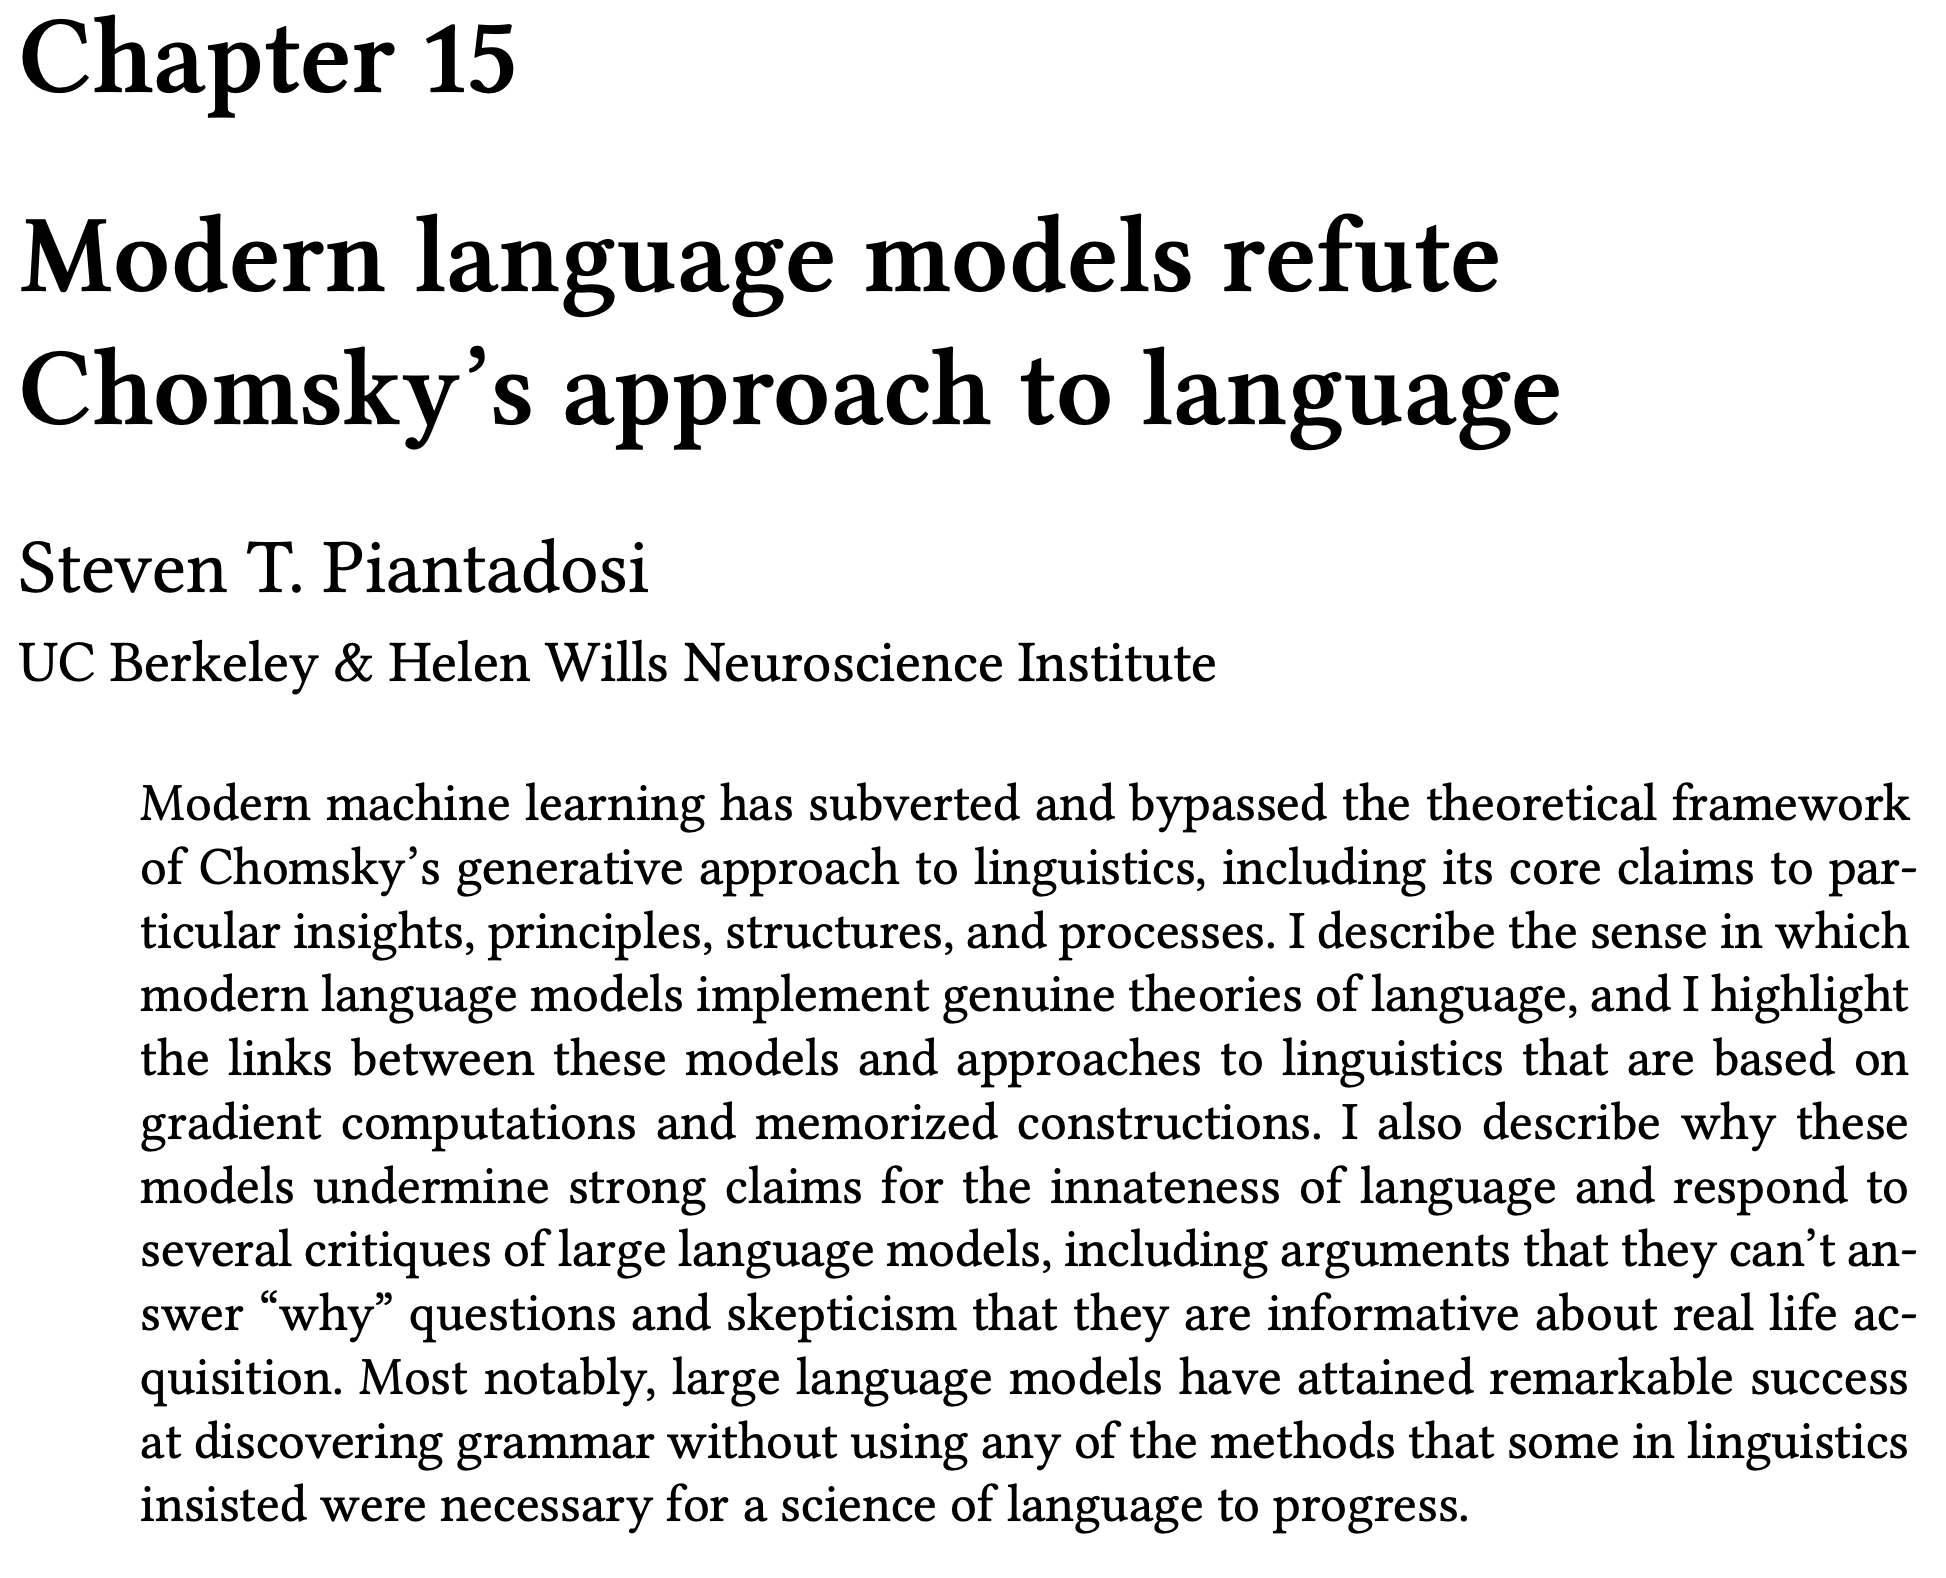 Chapter 15
Modern language models refute
Chomsky’s approach to language
Steven T. Piantadosi
UC Berkeley & Helen Wills Neuroscience Institute
Modern machine learning has subverted and bypassed the theoretical framework
of Chomsky’s generative approach to linguistics, including its core claims to par-
ticular insights, principles, structures, and processes. I describe the sense in which
modern language models implement genuine theories of language, and I highlight
the links between these models and approaches to linguistics that are based on
gradient computations and memorized constructions. I also describe why these
models undermine strong claims for the innateness of language and respond to
several critiques of large language models, including arguments that they can’t an-
swer “why” questions and skepticism that they are informative about real life ac-
quisition. Most notably, large language models have attained remarkable success
at discovering grammar without using any of the methods that some in linguistics
insisted were necessary for a science of language to progress.